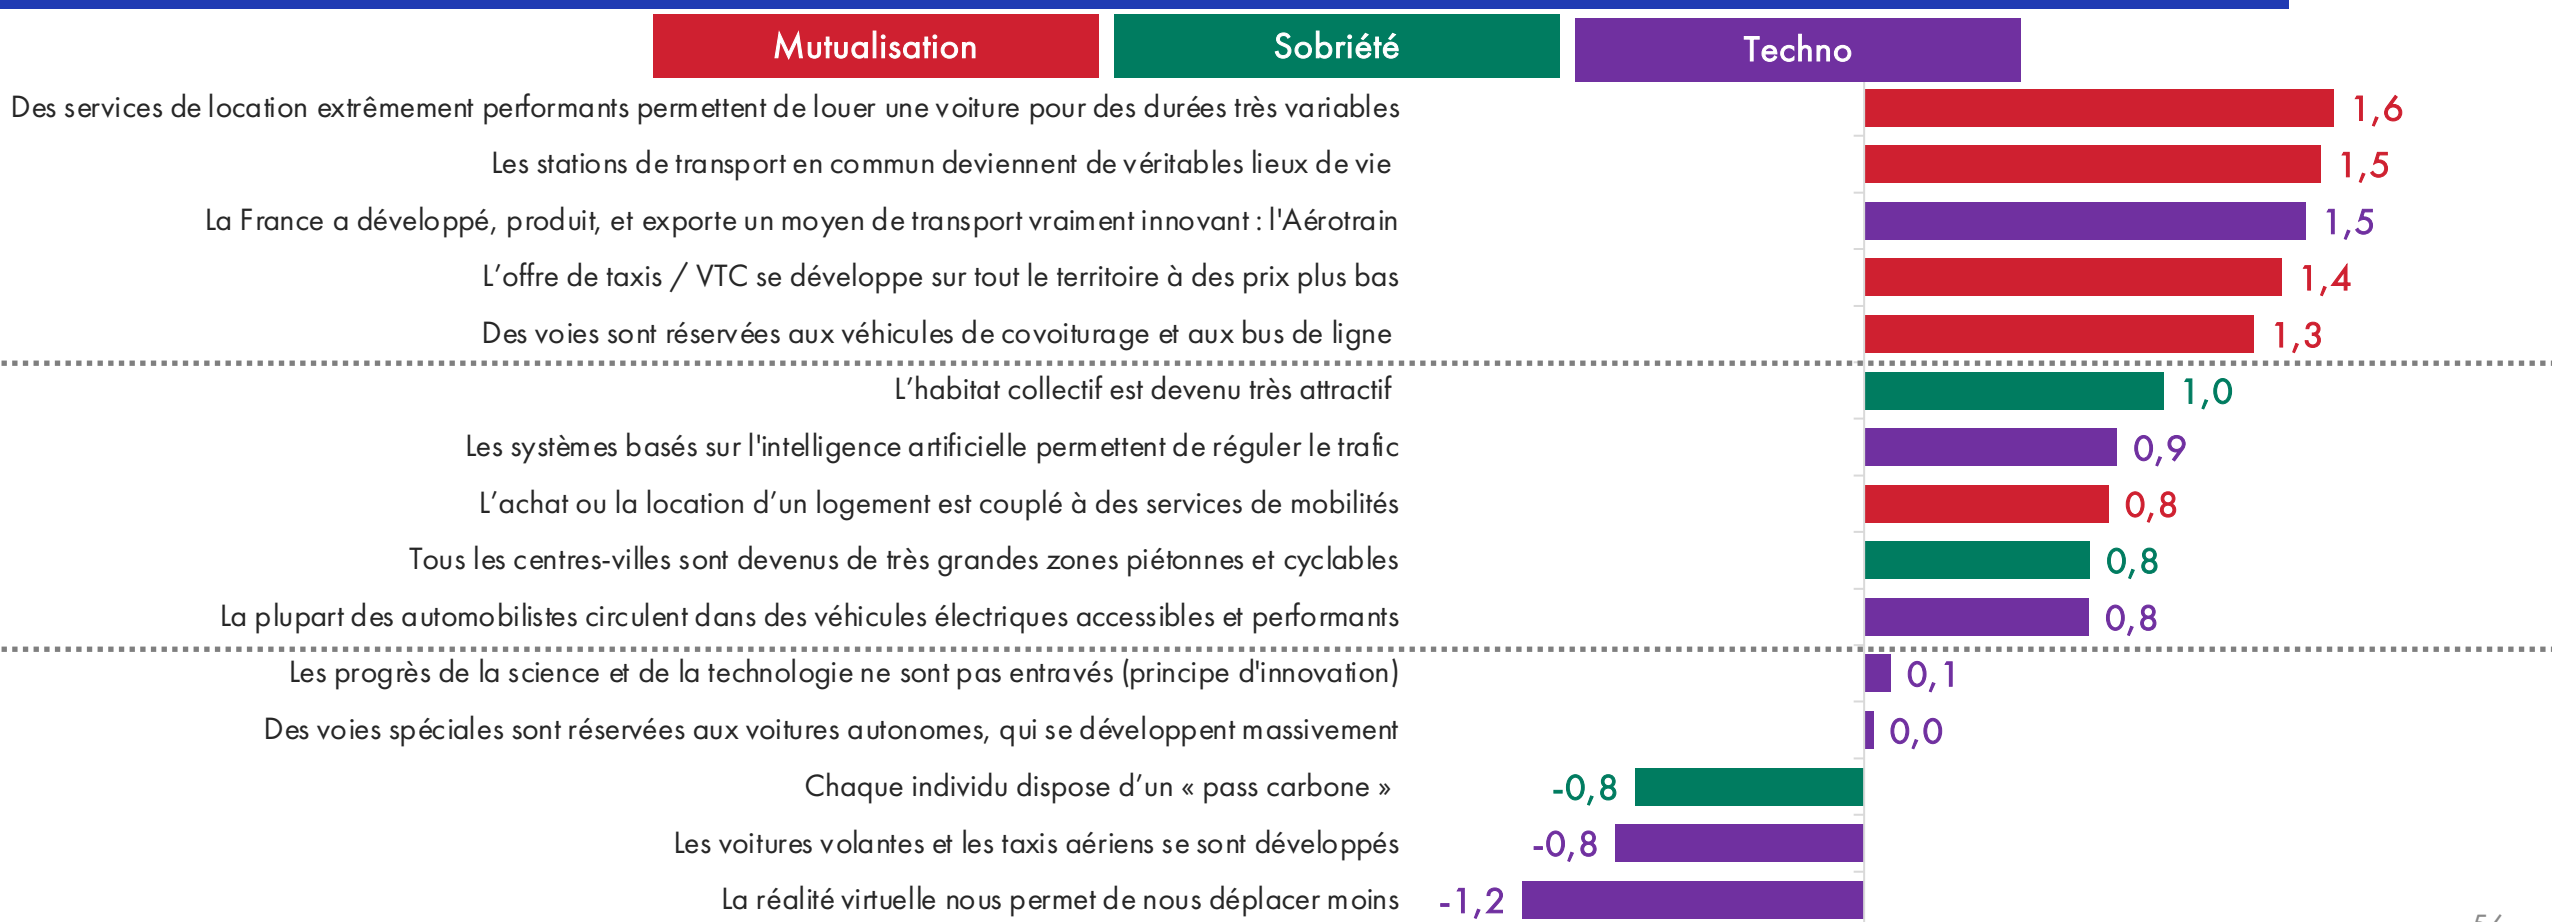 Mutualisation Sobriété Techno
Des services de location extrêmement performants permettent de louer une voiture pour des durées très variables 1,6
Les stations de transport en commun deviennent de véritables lieux de vie 1,5
La France a développé, produit, et exporte un moyen de transport vraiment innovant : l'Aérotrain 1,5
L’offre de taxis / VTC se développe sur tout le territoire à des prix plus bas 1,4
Des voies sont réservées aux véhicules de covoiturage et aux bus de ligne 1,3
L’habitat collectif est devenu très attractif 1,0
Les systèmes basés sur l'intelligence artificielle permettent de réguler le trafic 0,9
L’achat ou la location d’un logement est couplé à des services de mobilités 0,8
Tous les centres-villes sont devenus de très grandes zones piétonnes et cyclables 0,8
La plupart des automobilistes circulent dans des véhicules électriques accessibles et performants 0,8
Les progrès de la science et de la technologie ne sont pas entravés (principe d'innovation) 0,1
Des voies spéciales sont réservées aux voitures autonomes, qui se développent massivement 0,0
Chaque individu dispose d’un « pass carbone » -0,8
Les voitures volantes et les taxis aériens se sont développés -0,8
La réalité virtuelle nous permet de nous déplacer moins -1,2